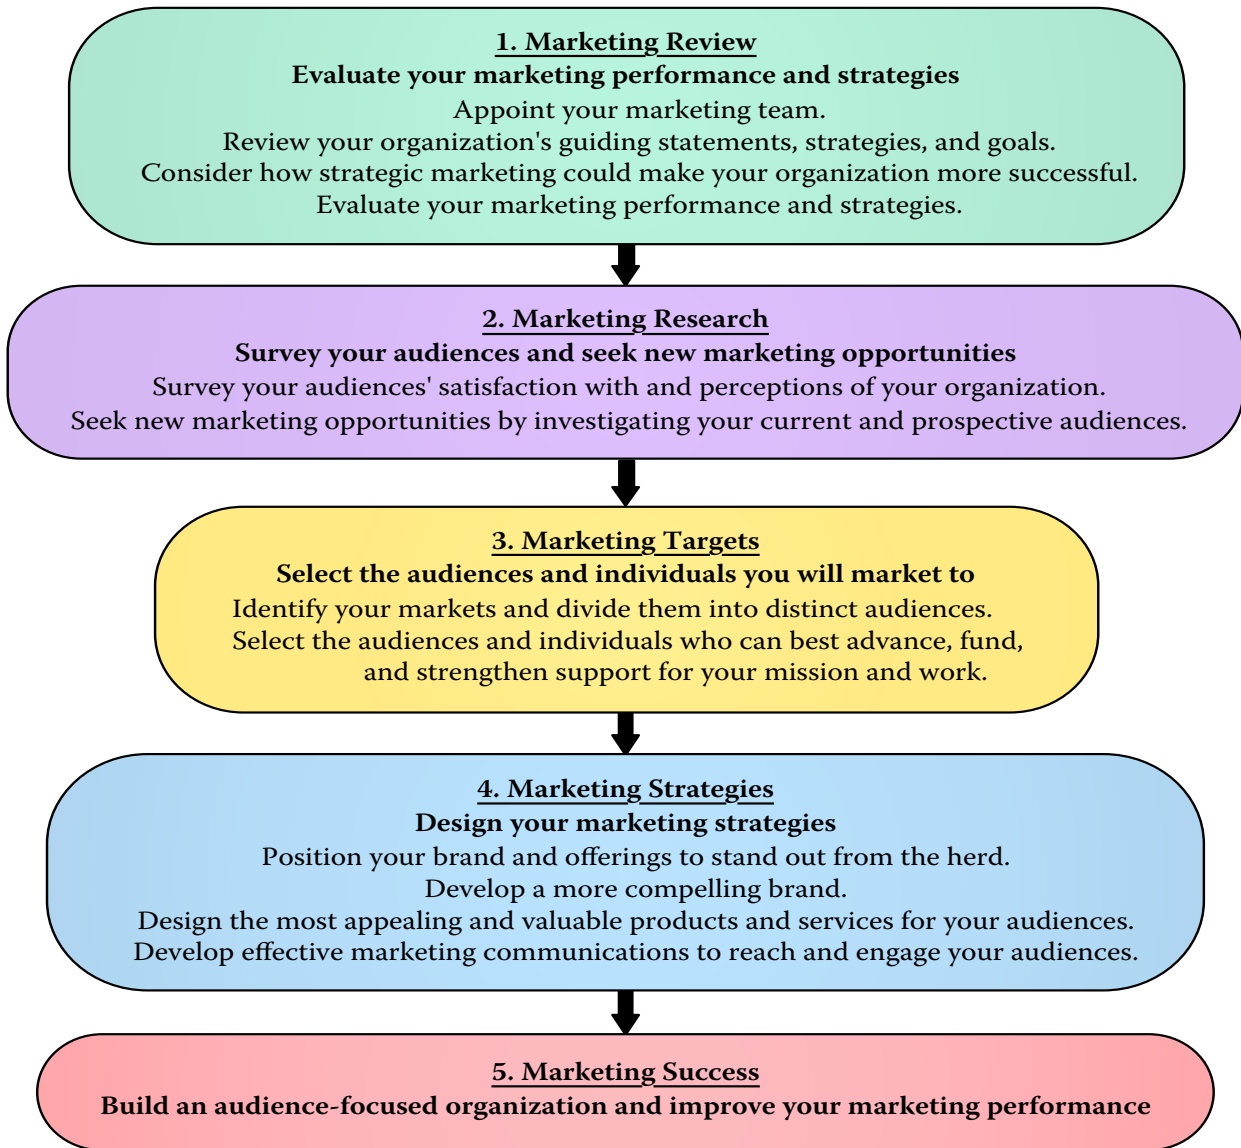 1. Marketing Review
Evaluate your marketing performance and strategies
Appoint your marketing team.
Review your organization's guiding statements, strategies, and goals.
Consider how strategic marketing could make your organization more successful.
Evaluate your marketing performance and strategies.
2. Marketing Research
Survey your audiences and seek new marketing opportunities
Survey your audiences' satisfaction with and perceptions of your organization.
Seek new marketing opportunities by investigating your current and prospective audiences.
3. Marketing Targets
Select the audiences and individuals you will market to
Identify your markets and divide them into distinct audiences.
Select the audiences and individuals who can best advance, fund,
and strengthen support for your mission and work.
4. Marketing Strategies
Design your marketing strategies
Position your brand and offerings to stand out from the herd.
Develop a more compelling brand.
Design the most appealing and valuable products and services for your audiences.
Develop effective marketing communications to reach and engage your audiences.
5. Marketing Success
Build an audience-focused organization and improve your marketing performance